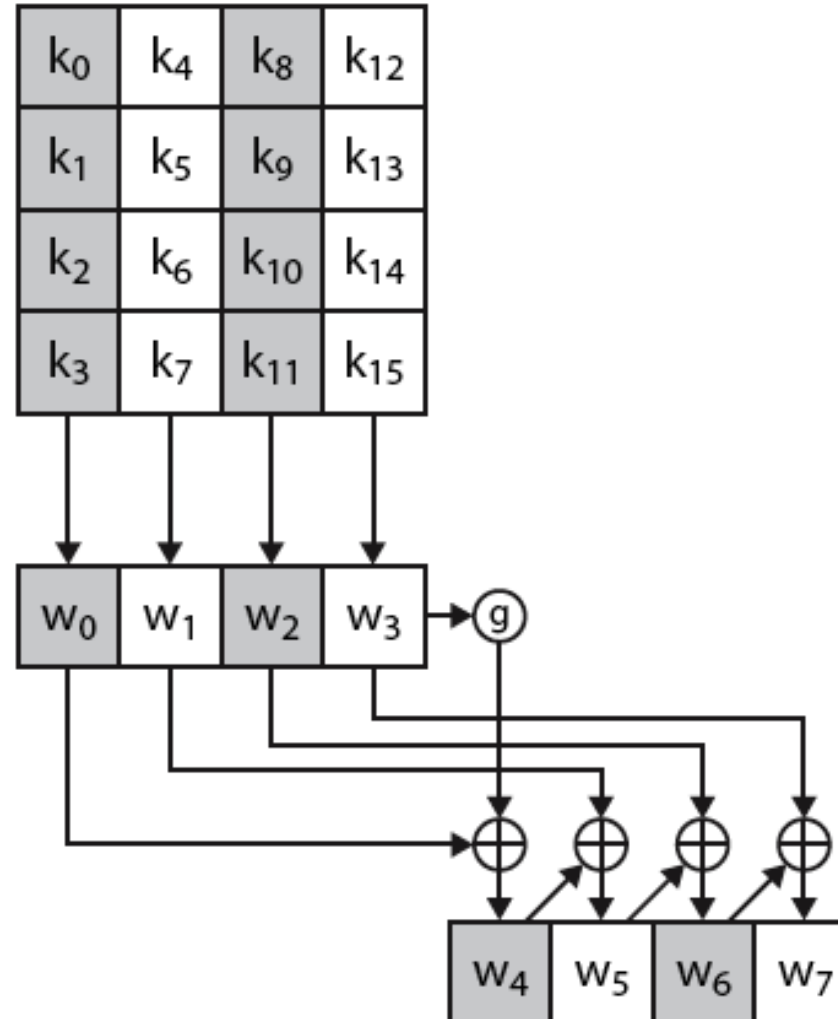 k₀ k₄ k₈ k₁₂
k₁ k₅ k₉ k₁₃
k₂ k₆ k₁₀ k₁₄
k₃ k₇ k₁₁ k₁₅
w₀ w₁ w₂ w₃ g
w₄ w₅ w₆ w₇